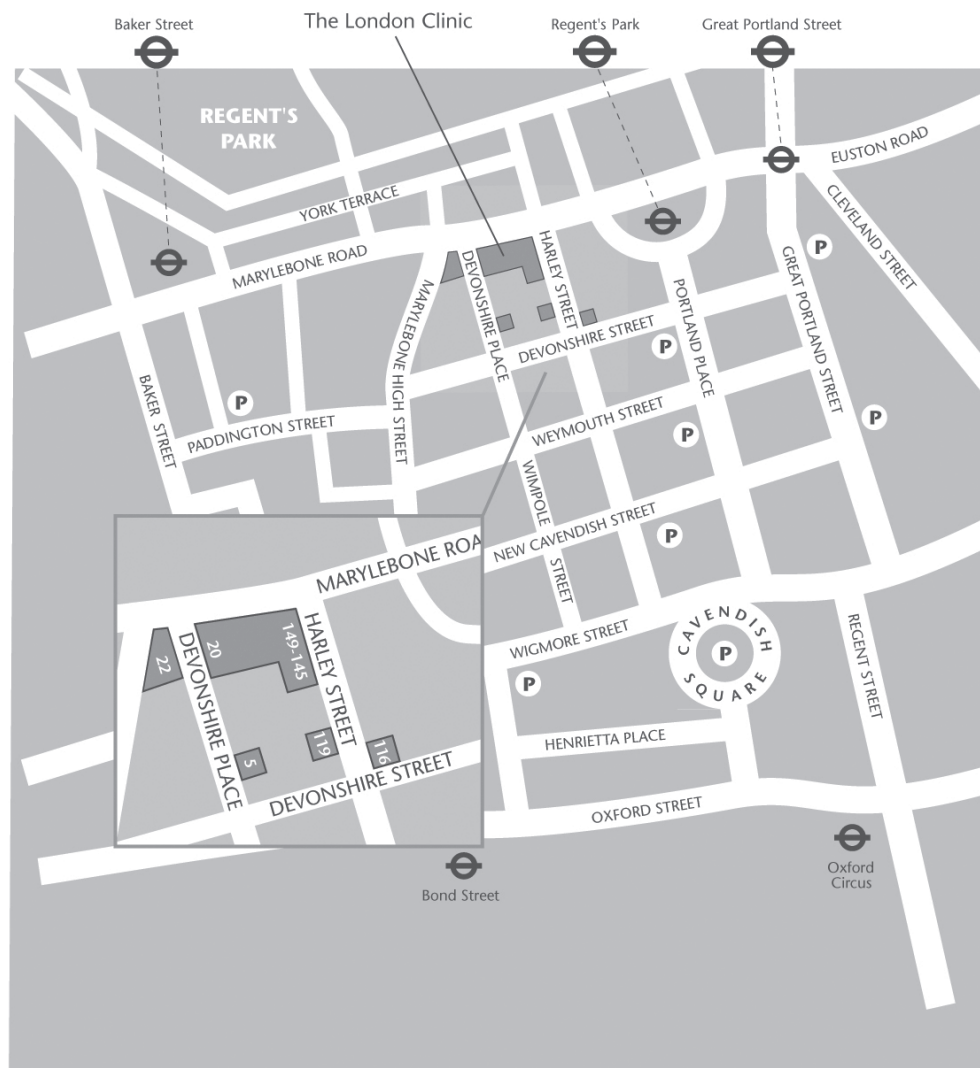 Baker Street
The London Clinic
Regent's Park
Great Portland Street
REGENT'S
PARK
EUSTON ROAD
YORK TERRACE
CLEVELAND STREET
MARYLEBONE ROAD
P
HARLEY STREET
DEVONSHIRE PLACE
MARYLEBONE HIGH STREET
PORTLAND PLACE
GREAT PORTLAND STREET
DEVONSHIRE STREET
P
BAKER STREET
P
PADDINGTON STREET
WEYMOUTH STREET
P
P
WIMPOLE STREET
NEW CAVENDISH STREET
P
MARYLEBONE ROA
WIGMORE STREET
CAVENDISH
P
SQUARE
REGENT STREET
22
DEVONSHIRE PLACE
20
149-145
HARLEY STREET
P
5
119
116
DEVONSHIRE STREET
HENRIETTA PLACE
OXFORD STREET
Bond Street
Oxford
Circus